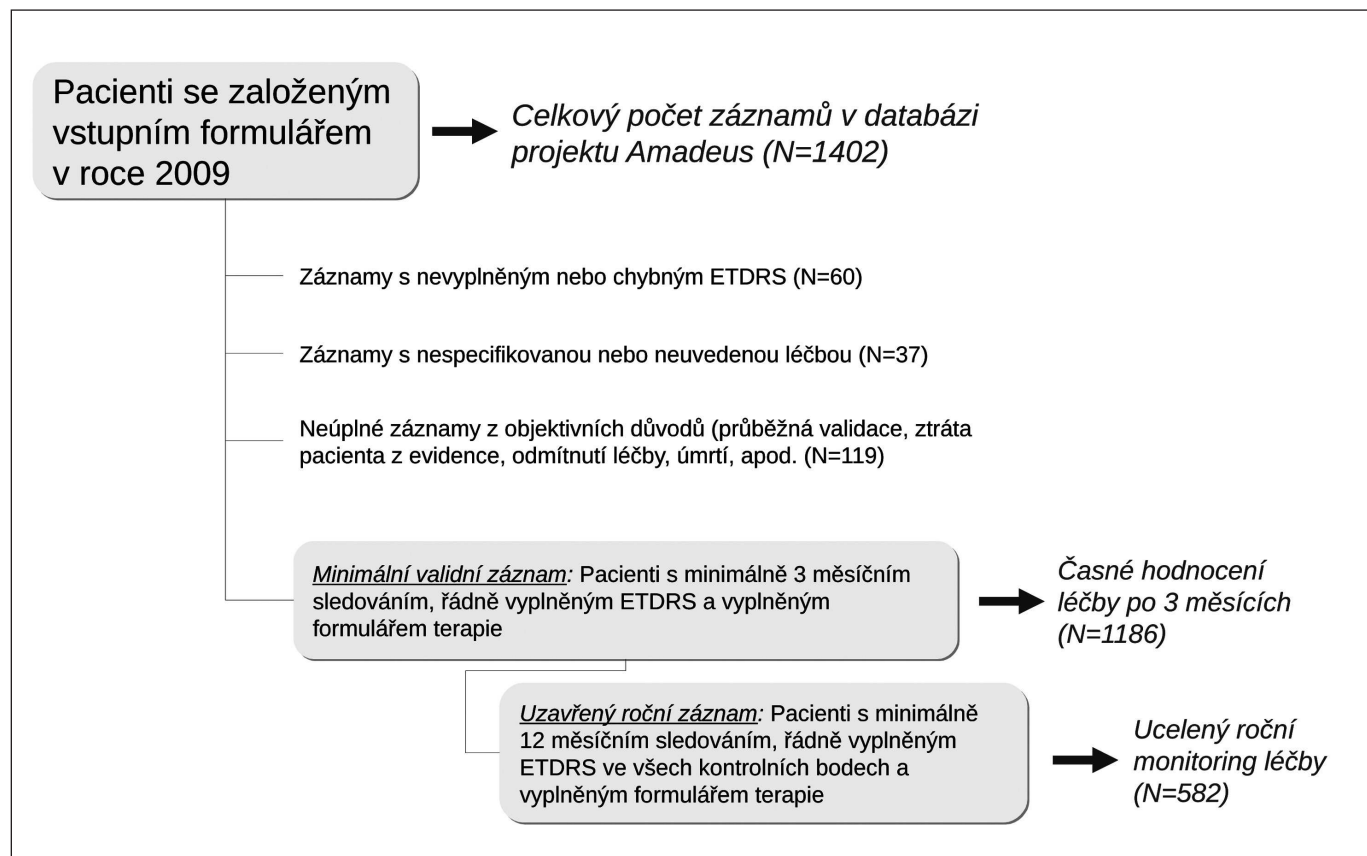 Pacienti se založeným
vstupním formulářem
v roce 2009
Celkový počet záznamů v databázi
projektu Amadeus (N=1402)
Záznamy s nevyplněným nebo chybným ETDRS (N=60)
Záznamy s nespecifikovanou nebo neuvedenou léčbou (N=37)
Neúplné záznamy z objektivních důvodů (průběžná validace, ztráta
pacienta z evidence, odmítnutí léčby, úmrtí, apod. (N=119)
Minimální validní záznam: Pacienti s minimálně 3 měsíčním
sledováním, řádně vyplněným ETDRS a vyplněným
formulářem terapie
Časné hodnocení
léčby po 3 měsících
(N=1186)
Uzavřený roční záznam: Pacienti s minimálně
12 měsíčním sledováním, řádně vyplněným
ETDRS ve všech kontrolních bodech a
vyplněným formulářem terapie
Ucelený roční
monitoring léčby
(N=582)